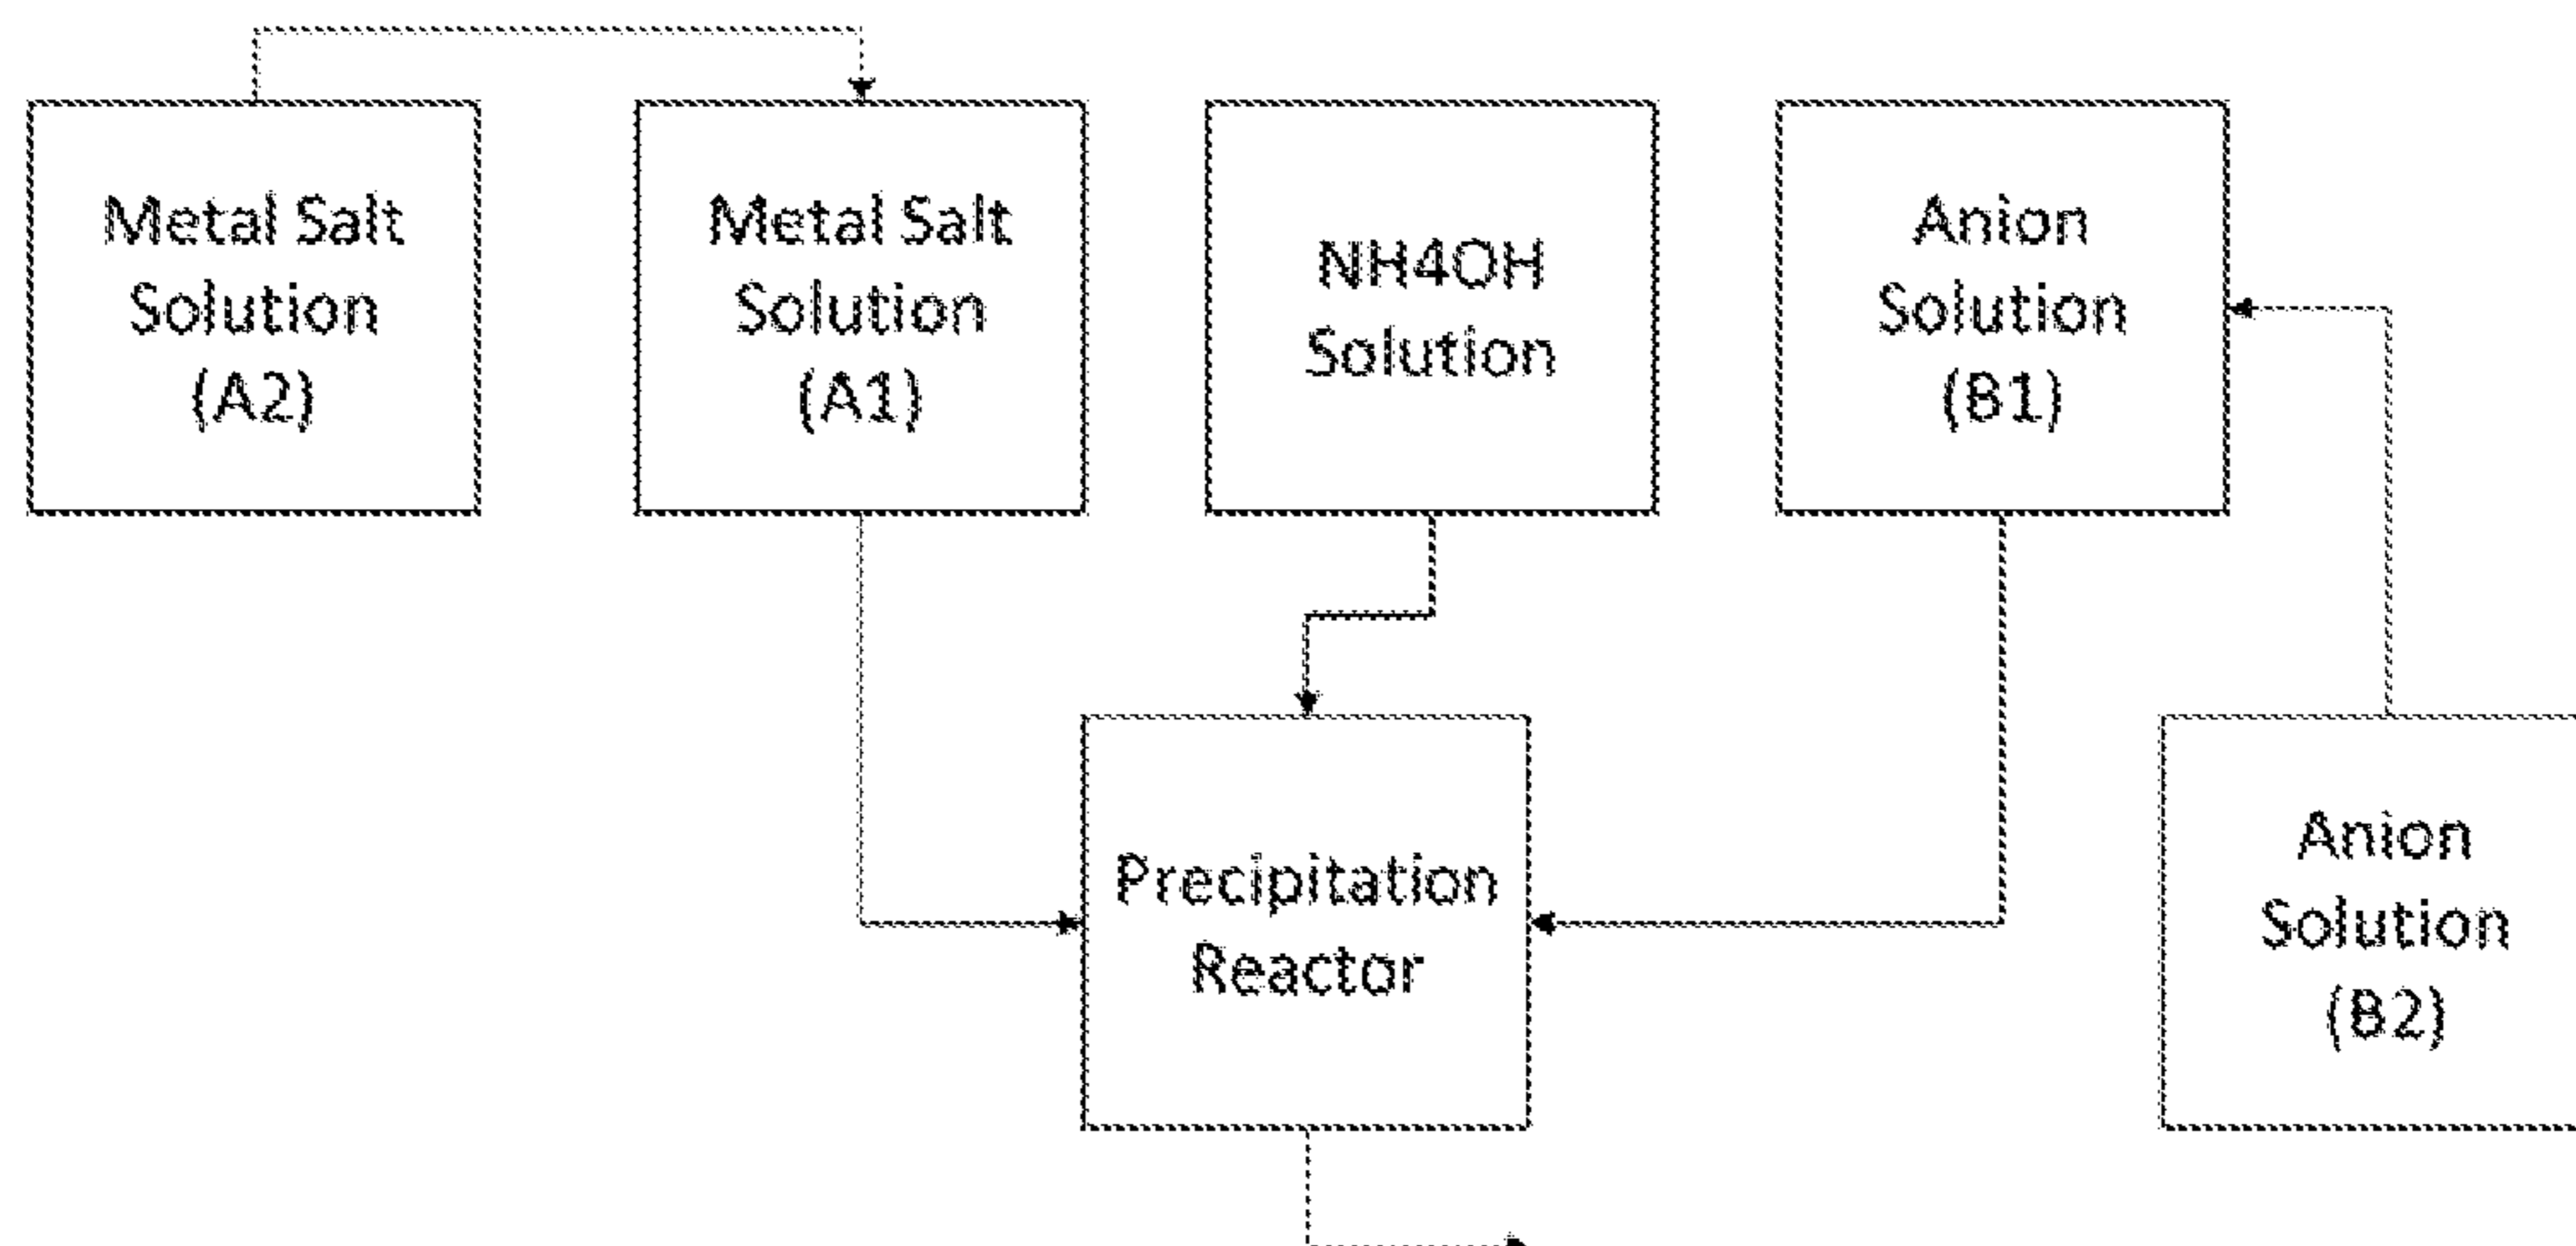 Metal Salt
Solution
(A2)
Metal Salt
Solution
(A1)
NH4OH
Solution
Anion
Solution
(B1)
Precipitation
Reactor
Anion
Solution
(B2)